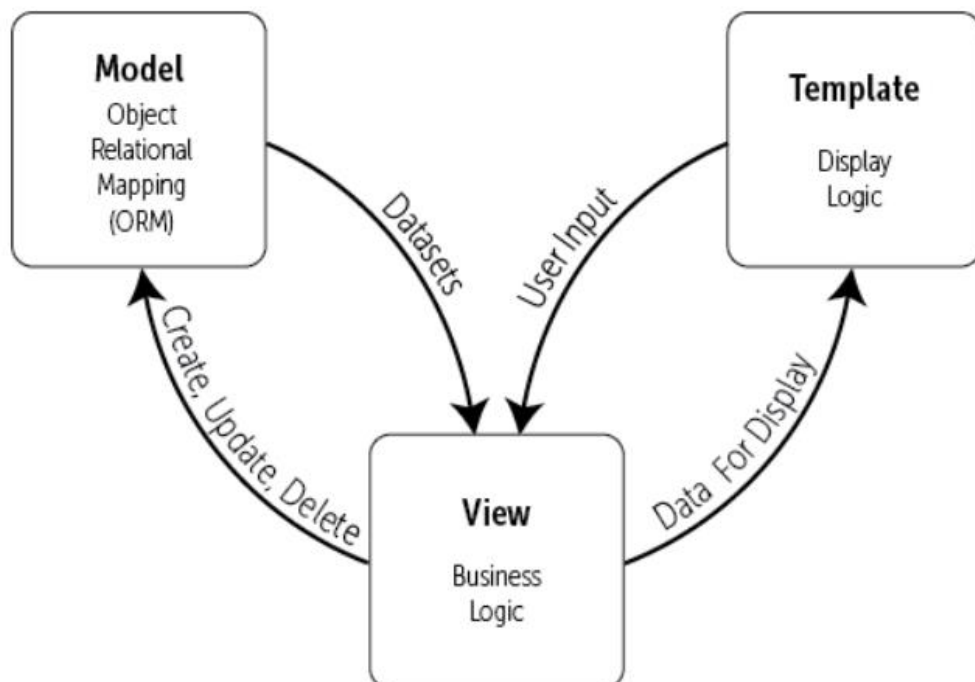 Model
Object
Relational
Mapping
(ORM)
Template
Display
Logic
Datasets
User Input
Create, Update, Delete
Data For Display
View
Business
Logic